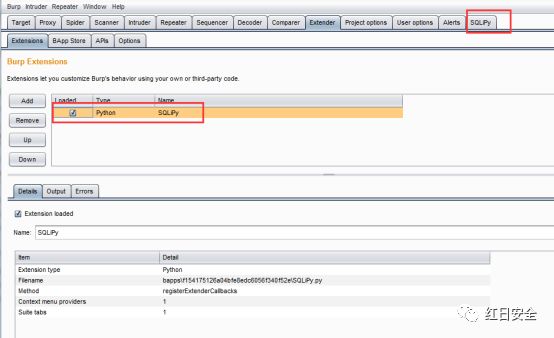 Burp Intruder Repeater Window Help
Target Proxy Spider Scanner Intruder Repeater Sequencer Decoder Comparer Extender Project options User options Alerts SQLiPy
Extensions BApp Store APIs Options
Burp Extensions
Extensions let you customize Burp's behavior using your own or third-party code.
Add Loaded Type Name
Python SQLiPy
Remove
Up
Down
Details Output Errors
Extension loaded
Name: SQLiPy
Item Detail
Extension type Python
Filename bapps\f154175126a04bfe8edc6056f340f52e\SQLiPy.py
Method registerExtenderCallbacks
Context menu providers 1
Suite tabs 1
红日安全